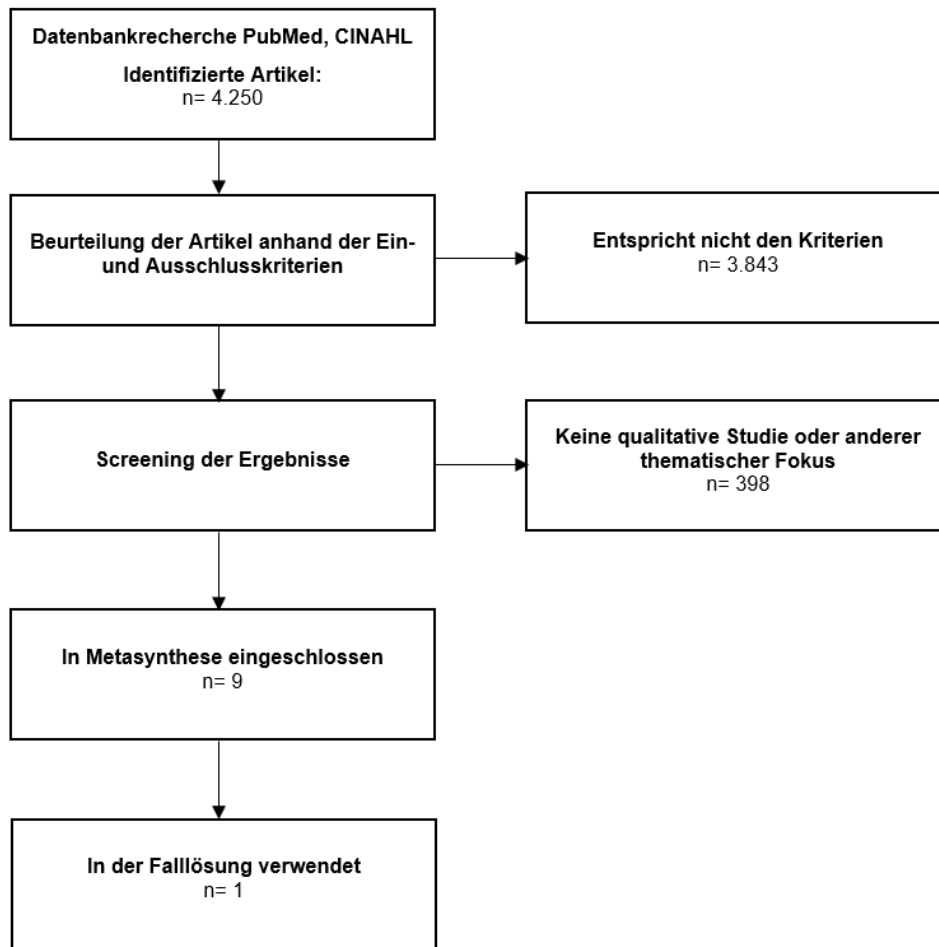 Datenbankrecherche PubMed, CINAHL
Identifizierte Artikel:
n= 4.250
Beurteilung der Artikel anhand der Ein-
und Ausschlusskriterien
Entspricht nicht den Kriterien
n= 3.843
Screening der Ergebnisse
Keine qualitative Studie oder anderer
thematischer Fokus
n= 398
In Metasynthese eingeschlossen
n= 9
In der Falllösung verwendet
n= 1